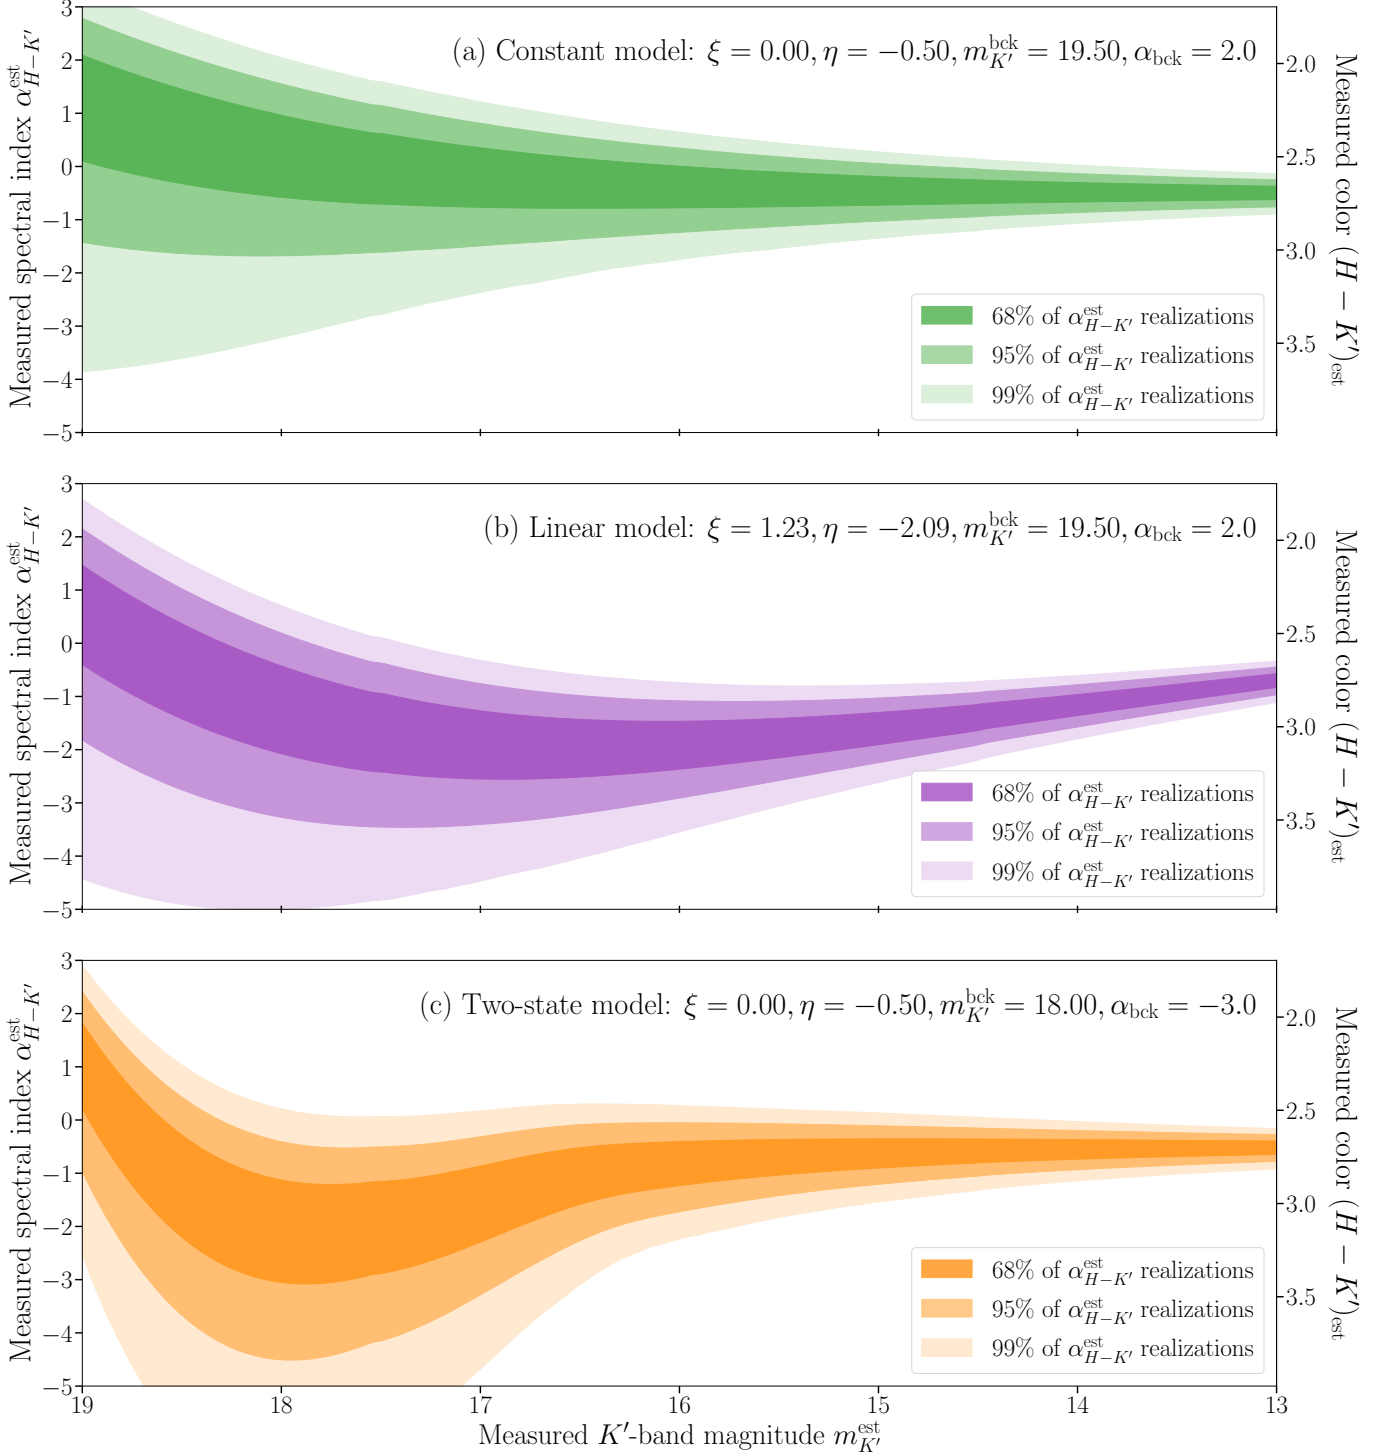 (a) Constant model: ξ = 0.00, η = −0.50, m^bck_K′ = 19.50, α_bck = 2.0
Measured spectral index α^est_H−K′
3
2
1
0
−1
−2
−3
−4
−5
2.0
2.5
3.0
3.5
Measured color (H − K′)_est
68% of α^est_H−K′ realizations
95% of α^est_H−K′ realizations
99% of α^est_H−K′ realizations
(b) Linear model: ξ = 1.23, η = −2.09, m^bck_K′ = 19.50, α_bck = 2.0
Measured spectral index α^est_H−K′
3
2
1
0
−1
−2
−3
−4
−5
2.0
2.5
3.0
3.5
Measured color (H − K′)_est
68% of α^est_H−K′ realizations
95% of α^est_H−K′ realizations
99% of α^est_H−K′ realizations
(c) Two-state model: ξ = 0.00, η = −0.50, m^bck_K′ = 18.00, α_bck = −3.0
Measured spectral index α^est_H−K′
3
2
1
0
−1
−2
−3
−4
−5
2.0
2.5
3.0
3.5
Measured color (H − K′)_est
68% of α^est_H−K′ realizations
95% of α^est_H−K′ realizations
99% of α^est_H−K′ realizations
19 18 17 16 15 14 13
Measured K′-band magnitude m^est_K′